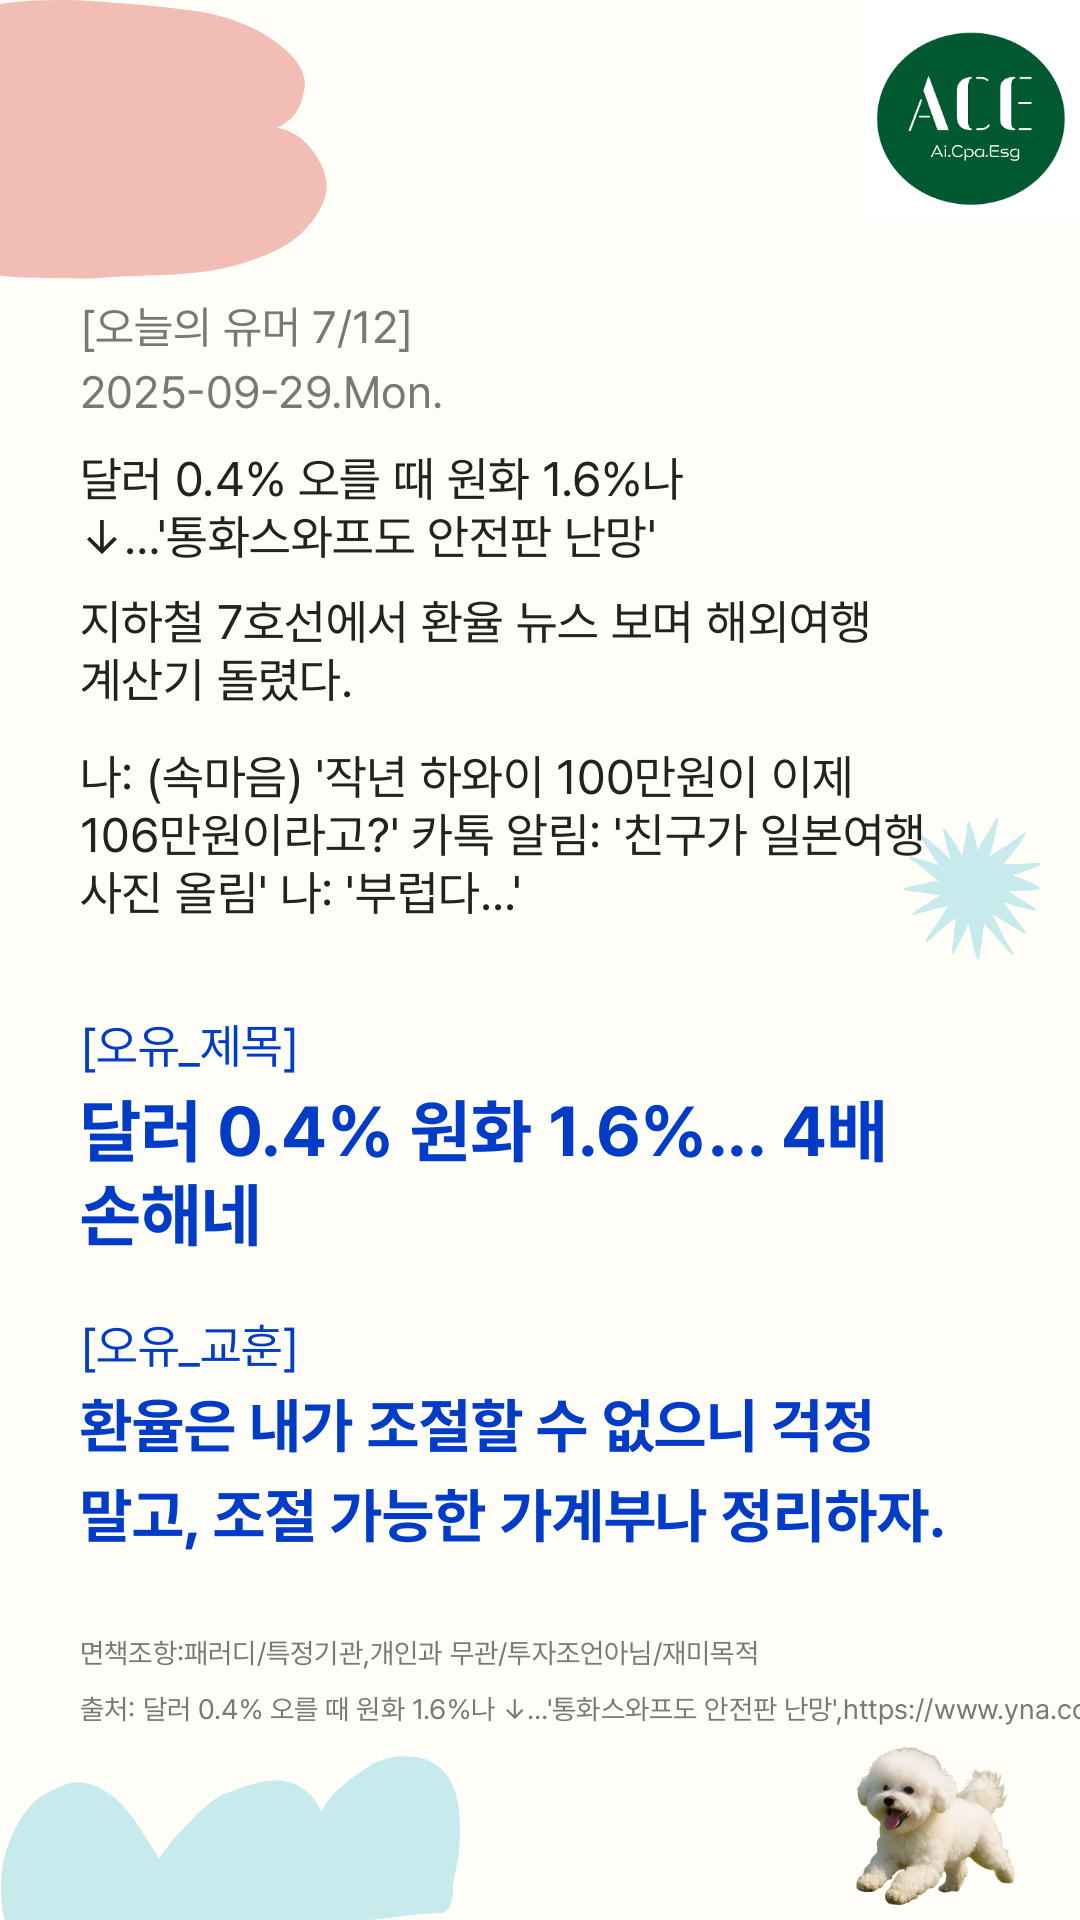 ACE
Ai.Cpa.Esg
[오늘의 유머 7/12]
2025-09-29.Mon.
달러 0.4% 오를 때 원화 1.6%나
↓…'통화스와프도 안전판 난망'
지하철 7호선에서 환율 뉴스 보며 해외여행
계산기 돌렸다.
나: (속마음) '작년 하와이 100만원이 이제
106만원이라고?' 카톡 알림: '친구가 일본여행
사진 올림' 나: '부럽다...'
[오유_제목]
달러 0.4% 원화 1.6%... 4배
손해네
[오유_교훈]
환율은 내가 조절할 수 없으니 걱정
말고, 조절 가능한 가계부나 정리하자.
면책조항:패러디/특정기관,개인과 무관/투자조언아님/재미목적
출처: 달러 0.4% 오를 때 원화 1.6%나 ↓…'통화스와프도 안전판 난망',https://www.yna.co